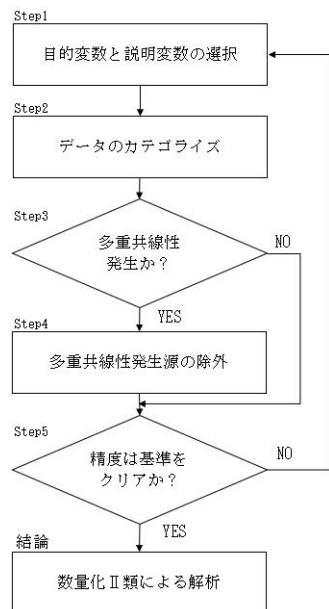 Step1
目的変数と説明変数の選択
Step2
データのカテゴライズ
Step3
多重共線性
発生か？
NO
YES
Step4
多重共線性発生源の除外
Step5
精度は基準を
クリアか？
NO
YES
結論
数量化Ⅱ類による解析